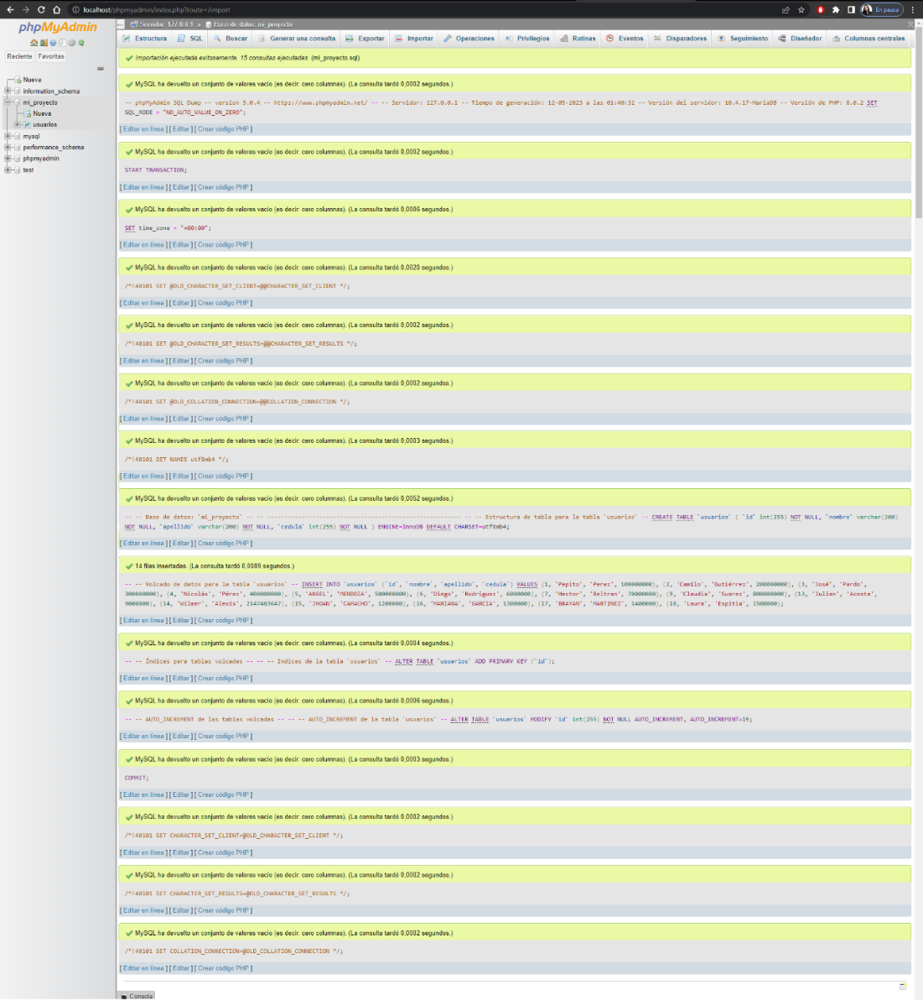 localhost/phpmyadmin/index.php?route=/import
En pausa
phpMyAdmin
Reciente Favoritas
Nueva
information_schema
mi_proyecto
Nueva
usuarios
mysql
performance_schema
phpmyadmin
test
Servidor: 127.0.0.1 » Base de datos: mi_proyecto
Estructura SQL Buscar Generar una consulta Exportar Importar Operaciones Privilegios Rutinas Eventos Disparadores Seguimiento Diseñador Columnas centrales
Importación ejecutada exitosamente, 15 consultas ejecutadas. (mi_proyecto.sql)
MySQL ha devuelto un conjunto de valores vacío (es decir: cero columnas). (La consulta tardó 0,0002 segundos.)
-- phpMyAdmin SQL Dump -- version 5.0.4 -- https://www.phpmyadmin.net/ -- -- Servidor: 127.0.0.1 -- Tiempo de generación: 12-05-2023 a las 01:40:32 -- Versión del servidor: 10.4.17-MariaDB -- Versión de PHP: 8.0.2 SET
SQL_MODE = "NO_AUTO_VALUE_ON_ZERO";
[ Editar en línea ] [ Editar ] [ Crear código PHP ]
MySQL ha devuelto un conjunto de valores vacío (es decir: cero columnas). (La consulta tardó 0,0002 segundos.)
START TRANSACTION;
[ Editar en línea ] [ Editar ] [ Crear código PHP ]
MySQL ha devuelto un conjunto de valores vacío (es decir: cero columnas). (La consulta tardó 0,0006 segundos.)
SET time_zone = "+00:00";
[ Editar en línea ] [ Editar ] [ Crear código PHP ]
MySQL ha devuelto un conjunto de valores vacío (es decir: cero columnas). (La consulta tardó 0,0020 segundos.)
/*!40101 SET @OLD_CHARACTER_SET_CLIENT=@@CHARACTER_SET_CLIENT */;
[ Editar en línea ] [ Editar ] [ Crear código PHP ]
MySQL ha devuelto un conjunto de valores vacío (es decir: cero columnas). (La consulta tardó 0,0002 segundos.)
/*!40101 SET @OLD_CHARACTER_SET_RESULTS=@@CHARACTER_SET_RESULTS */;
[ Editar en línea ] [ Editar ] [ Crear código PHP ]
MySQL ha devuelto un conjunto de valores vacío (es decir: cero columnas). (La consulta tardó 0,0002 segundos.)
/*!40101 SET @OLD_COLLATION_CONNECTION=@@COLLATION_CONNECTION */;
[ Editar en línea ] [ Editar ] [ Crear código PHP ]
MySQL ha devuelto un conjunto de valores vacío (es decir: cero columnas). (La consulta tardó 0,0003 segundos.)
/*!40101 SET NAMES utf8mb4 */;
[ Editar en línea ] [ Editar ] [ Crear código PHP ]
MySQL ha devuelto un conjunto de valores vacío (es decir: cero columnas). (La consulta tardó 0,0052 segundos.)
-- -- Base de datos: `mi_proyecto` -- -- -------------------------------------------------------- -- -- Estructura de tabla para la tabla `usuarios` -- CREATE TABLE `usuarios` ( `id` int(255) NOT NULL, `nombre` varchar(200)
NOT NULL, `apellido` varchar(200) NOT NULL, `cedula` int(255) NOT NULL ) ENGINE=InnoDB DEFAULT CHARSET=utf8mb4;
[ Editar en línea ] [ Editar ] [ Crear código PHP ]
14 filas insertadas. (La consulta tardó 0,0089 segundos.)
-- -- Volcado de datos para la tabla `usuarios` -- INSERT INTO `usuarios` (`id`, `nombre`, `apellido`, `cedula`) VALUES (1, 'Pepito', 'Perez', 100000000), (2, 'Camilo', 'Gutiérrez', 200000000), (3, 'José', 'Pardo',
300000000), (4, 'Nicolás', 'Pérez', 400000000), (5, 'ANGEL', 'MENDOZA', 500000000), (6, 'Diego', 'Rodriguez', 6000000), (7, 'Hector', 'Beltran', 70000000), (9, 'Claudia', 'Suarez', 800000000), (13, 'Julian', 'Acosta',
9000000), (14, 'Wilmer', 'Alexis', 2147483647), (15, 'JHOAN', 'CAMACHO', 1200000), (16, 'MARIANA', 'GARCIA', 1300000), (17, 'BRAYAN', 'MARTINEZ', 1400000), (18, 'Laura', 'Espitia', 1500000);
[ Editar en línea ] [ Editar ] [ Crear código PHP ]
MySQL ha devuelto un conjunto de valores vacío (es decir: cero columnas). (La consulta tardó 0,0004 segundos.)
-- -- Índices para tablas volcadas -- -- -- Indices de la tabla `usuarios` -- ALTER TABLE `usuarios` ADD PRIMARY KEY (`id`);
[ Editar en línea ] [ Editar ] [ Crear código PHP ]
MySQL ha devuelto un conjunto de valores vacío (es decir: cero columnas). (La consulta tardó 0,0006 segundos.)
-- -- AUTO_INCREMENT de las tablas volcadas -- -- -- AUTO_INCREMENT de la tabla `usuarios` -- ALTER TABLE `usuarios` MODIFY `id` int(255) NOT NULL AUTO_INCREMENT, AUTO_INCREMENT=19;
[ Editar en línea ] [ Editar ] [ Crear código PHP ]
MySQL ha devuelto un conjunto de valores vacío (es decir: cero columnas). (La consulta tardó 0,0003 segundos.)
COMMIT;
[ Editar en línea ] [ Editar ] [ Crear código PHP ]
MySQL ha devuelto un conjunto de valores vacío (es decir: cero columnas). (La consulta tardó 0,0002 segundos.)
/*!40101 SET CHARACTER_SET_CLIENT=@OLD_CHARACTER_SET_CLIENT */;
[ Editar en línea ] [ Editar ] [ Crear código PHP ]
MySQL ha devuelto un conjunto de valores vacío (es decir: cero columnas). (La consulta tardó 0,0002 segundos.)
/*!40101 SET CHARACTER_SET_RESULTS=@OLD_CHARACTER_SET_RESULTS */;
[ Editar en línea ] [ Editar ] [ Crear código PHP ]
MySQL ha devuelto un conjunto de valores vacío (es decir: cero columnas). (La consulta tardó 0,0002 segundos.)
/*!40101 SET COLLATION_CONNECTION=@OLD_COLLATION_CONNECTION */;
[ Editar en línea ] [ Editar ] [ Crear código PHP ]
Consola